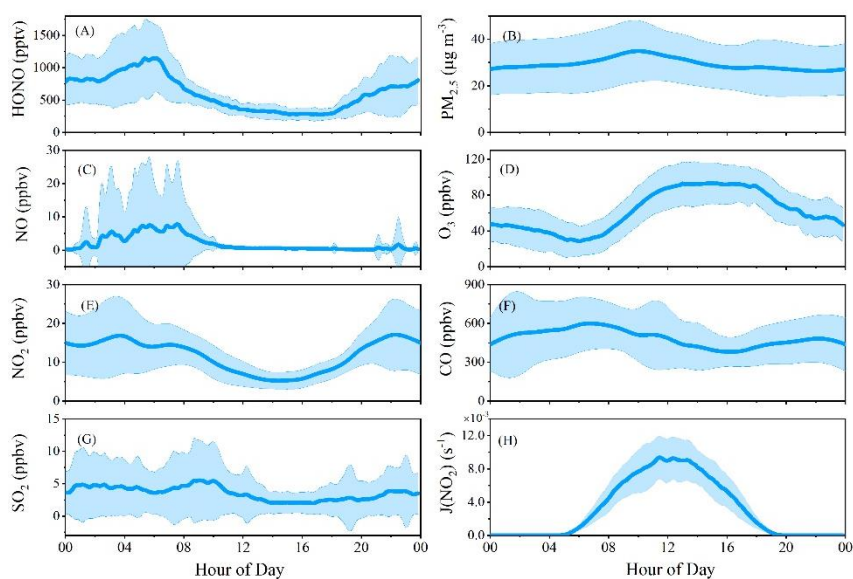 (A)
HONO (pptv)
1500
1000
500
0
(B)
PM2.5 (μg m-3)
60
40
20
0
(C)
NO (ppbv)
30
20
10
0
(D)
O3 (ppbv)
120
80
40
0
(E)
NO2 (ppbv)
30
20
10
0
(F)
CO (ppbv)
900
600
300
0
(G)
SO2 (ppbv)
15
10
5
0
00 04 08 12 16 20 00
Hour of Day
(H)
J(NO2) (s-1)
×10-3
12.0
8.0
4.0
0.0
00 04 08 12 16 20 00
Hour of Day